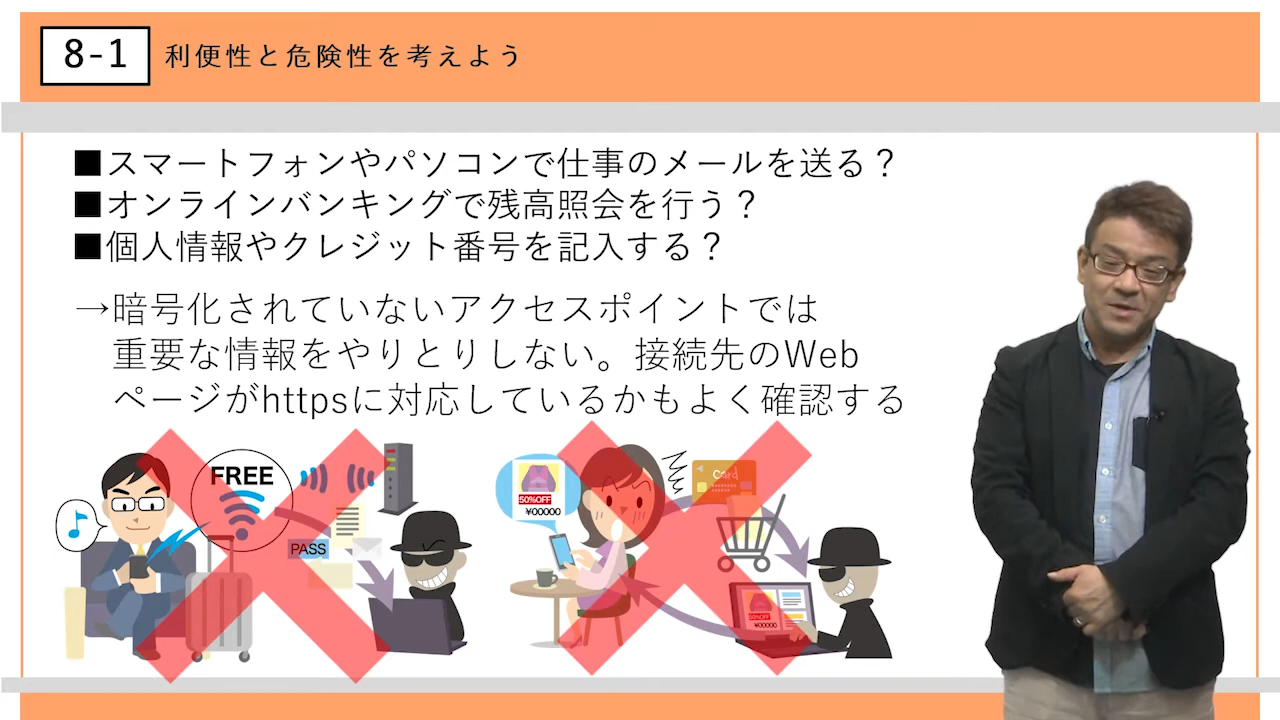 8-1 利便性と危険性を考えよう
■スマートフォンやパソコンで仕事のメールを送る？
■オンラインバンキングで残高照会を行う？
■個人情報やクレジット番号を記入する？
→暗号化されていないアクセスポイントでは
重要な情報をやりとりしない。接続先のWeb
ページがhttpsに対応しているかもよく確認する
FREE
PASS
50%OFF
¥00000
Card
50%OFF
¥00000